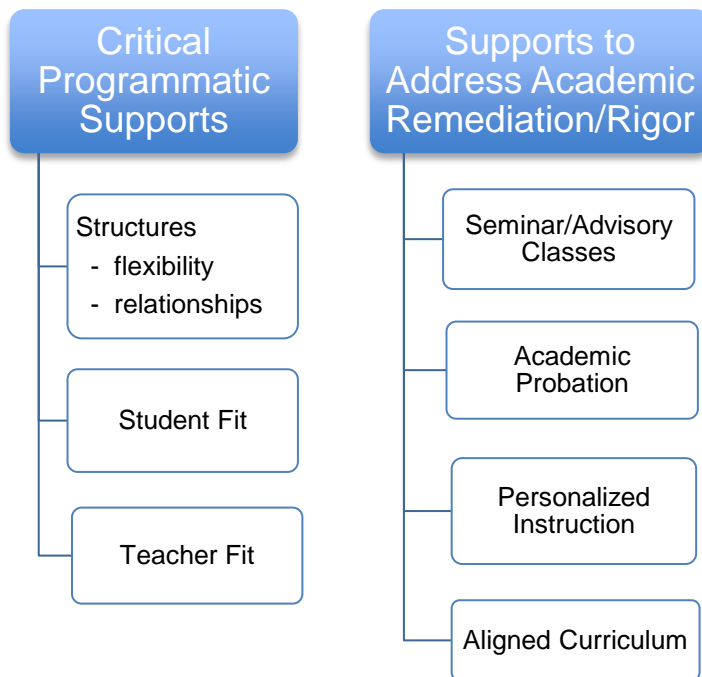 Critical
Programmatic
Supports
Structures
- flexibility
- relationships
Student Fit
Teacher Fit
Supports to
Address Academic
Remediation/Rigor
Seminar/Advisory
Classes
Academic
Probation
Personalized
Instruction
Aligned Curriculum